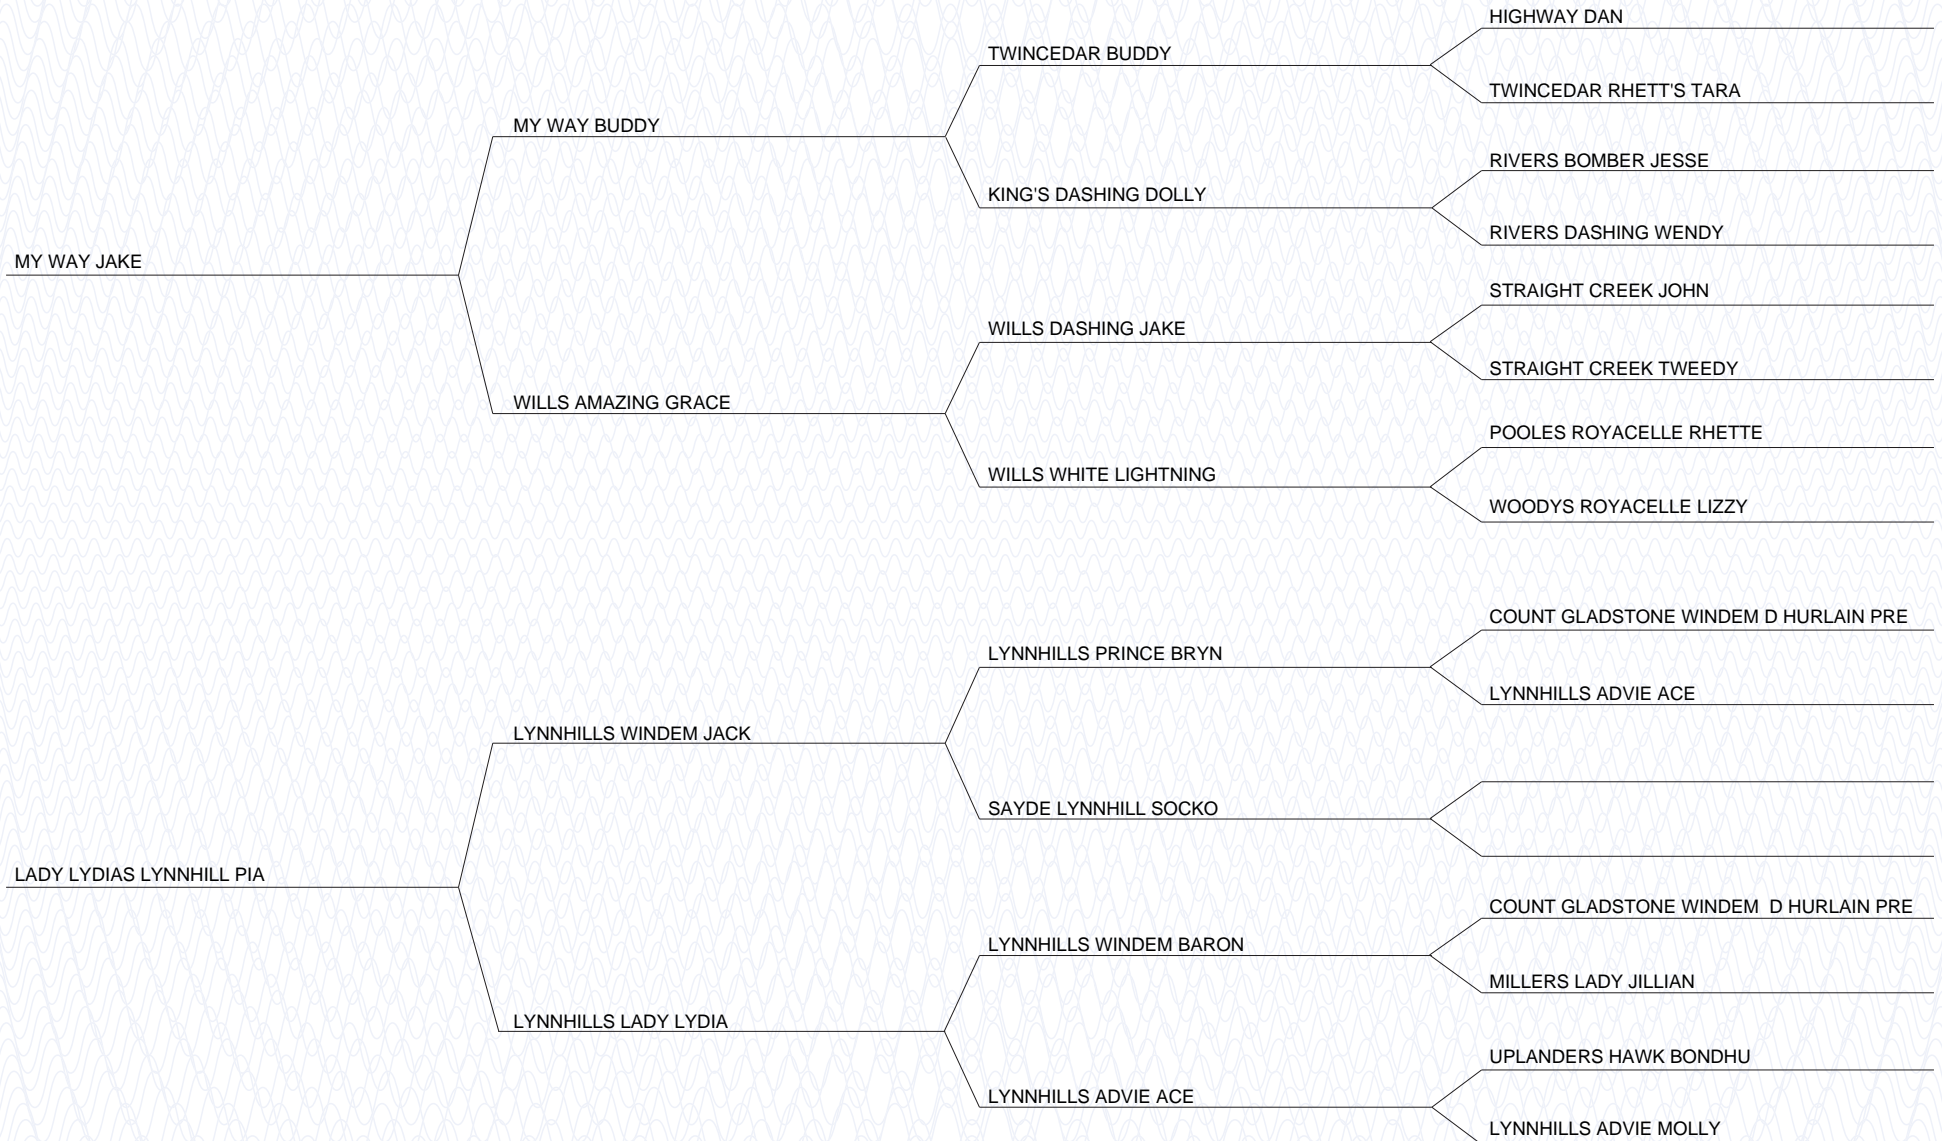 HIGHWAY DAN
TWINCEDAR BUDDY
TWINCEDAR RHETT'S TARA
MY WAY BUDDY
RIVERS BOMBER JESSE
KING'S DASHING DOLLY
RIVERS DASHING WENDY
MY WAY JAKE
STRAIGHT CREEK JOHN
WILLS DASHING JAKE
STRAIGHT CREEK TWEEDY
WILLS AMAZING GRACE
POOLES ROYACELLE RHETTE
WILLS WHITE LIGHTNING
WOODYS ROYACELLE LIZZY
COUNT GLADSTONE WINDEM D HURLAIN PRE
LYNNHILLS PRINCE BRYN
LYNNHILLS ADVIE ACE
LYNNHILLS WINDEM JACK
SAYDE LYNNHILL SOCKO
LADY LYDIAS LYNNHILL PIA
COUNT GLADSTONE WINDEM  D HURLAIN PRE
LYNNHILLS WINDEM BARON
MILLERS LADY JILLIAN
LYNNHILLS LADY LYDIA
UPLANDERS HAWK BONDHU
LYNNHILLS ADVIE ACE
LYNNHILLS ADVIE MOLLY